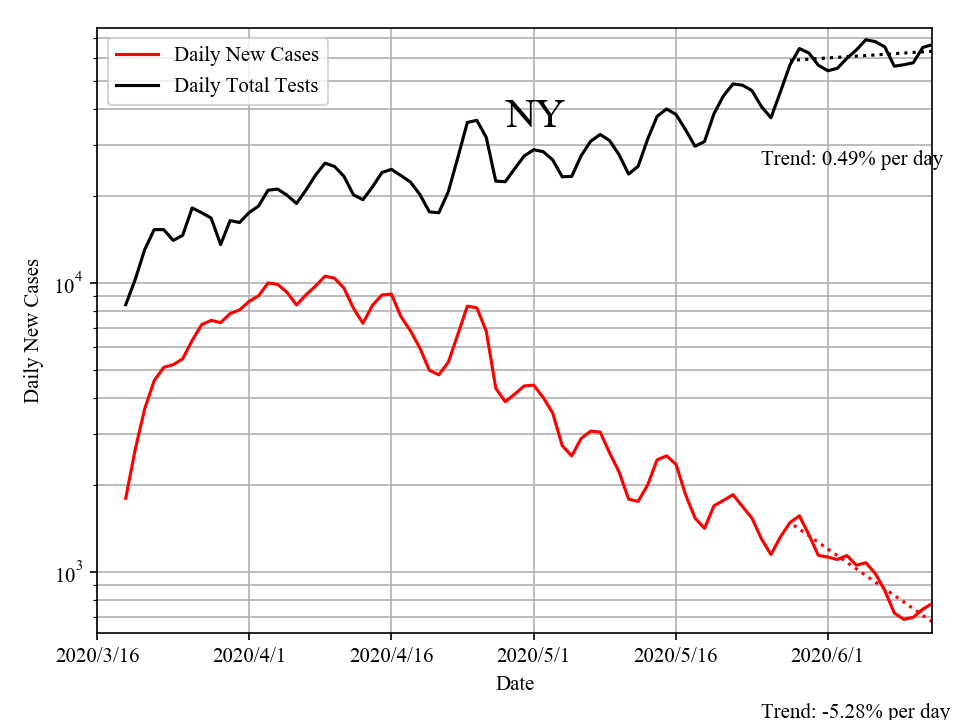 Daily New Cases
Daily Total Tests
NY
Trend: 0.49% per day
Daily New Cases
10^4
10^3
2020/3/16 2020/4/1 2020/4/16 2020/5/1 2020/5/16 2020/6/1
Date
Trend: -5.28% per day